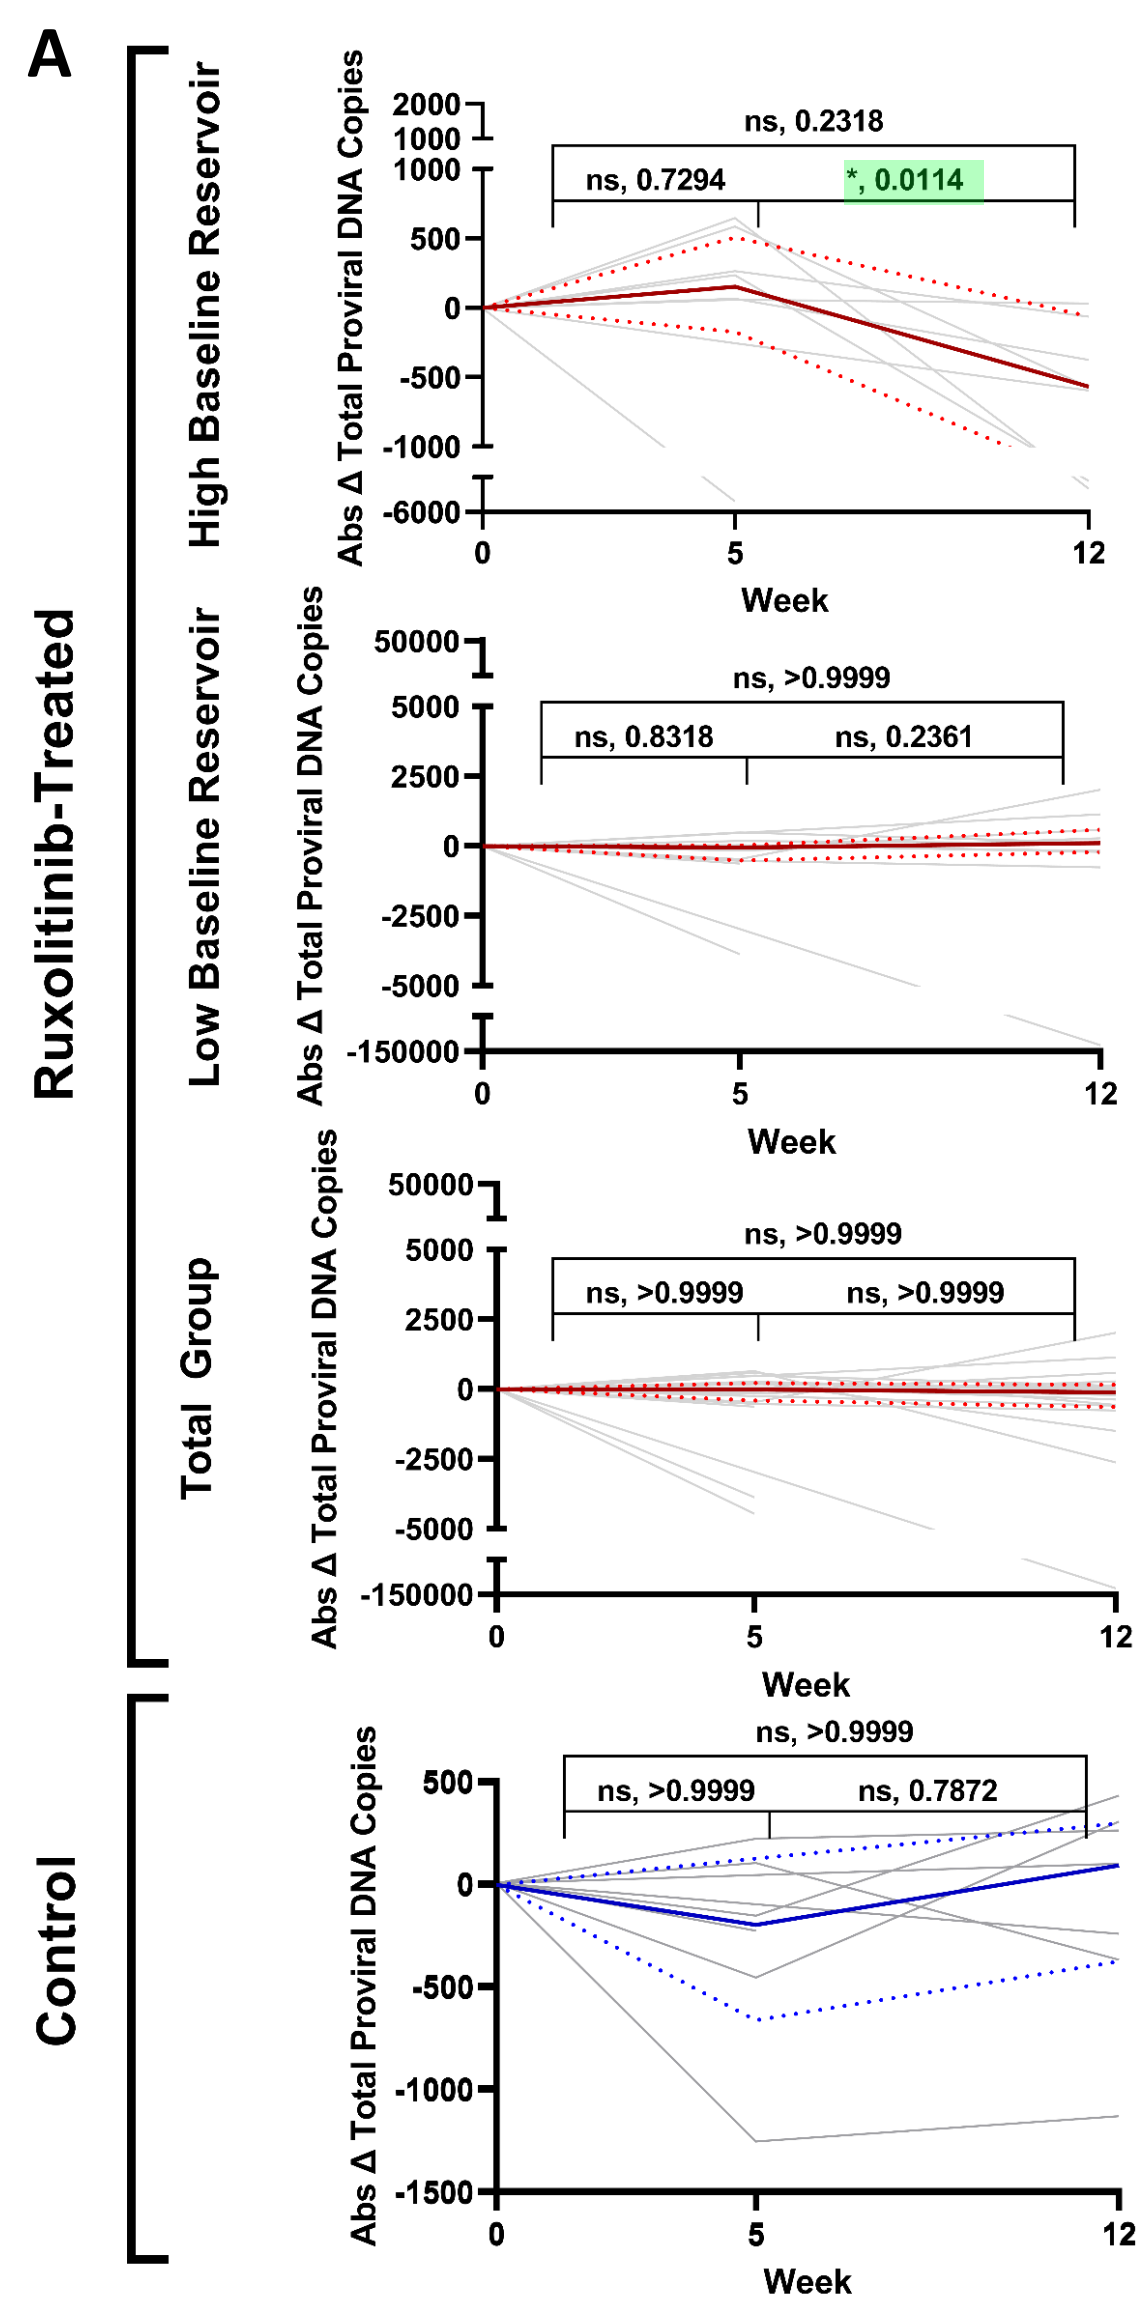 A
Ruxolitinib-Treated
High Baseline Reservoir
Abs Δ Total Proviral DNA Copies
2000
1000
1000
500
0
-500
-1000
-6000
ns, 0.2318
ns, 0.7294
*, 0.0114
0
5
12
Week
Low Baseline Reservoir
Abs Δ Total Proviral DNA Copies
50000
5000
2500
0
-2500
-5000
-150000
ns, >0.9999
ns, 0.8318
ns, 0.2361
0
5
12
Week
Total Group
Abs Δ Total Proviral DNA Copies
50000
5000
2500
0
-2500
-5000
-150000
ns, >0.9999
ns, >0.9999
ns, >0.9999
0
5
12
Week
Control
Abs Δ Total Proviral DNA Copies
500
0
-500
-1000
-1500
ns, >0.9999
ns, >0.9999
ns, 0.7872
0
5
12
Week